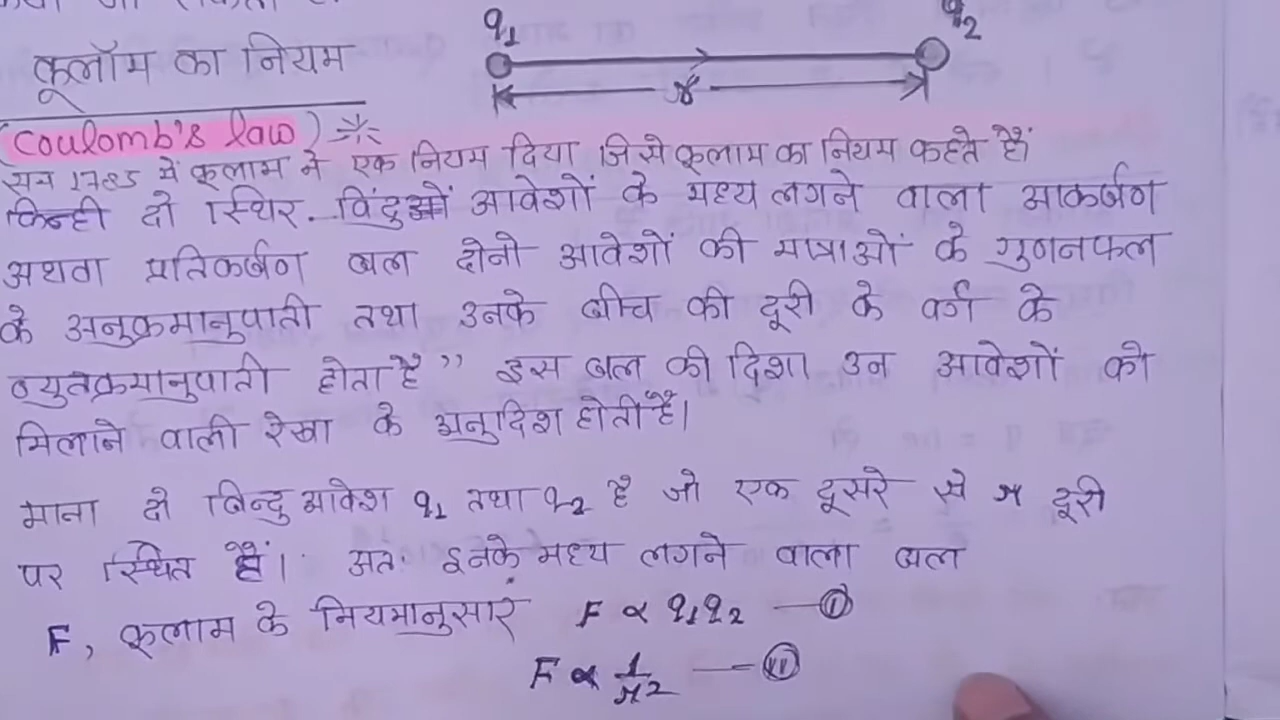 q1 q2
कूलॉम का नियम
r
(Coulomb's law)
सन 1785 में कूलाम ने एक नियम दिया जिसे कूलाम का नियम कहते हैं
किन्ही दो स्थिर. विंदुओं आवेशों के मध्य लगने वाला आकर्षण
अथवा प्रतिकर्षण बल दोनो आवेशों की मात्राओं के गुणनफल
के अनुक्रमानुपाती तथा उनके बीच की दूरी के वर्ग के
व्युतक्रमानुपाती होता है” इस बल की दिशा उन आवेशों को
मिलाने वाली रेखा के अनुदिश होती है।
माना दो बिन्दु आवेश q1 तथा q2 है जो एक दूसरे से r दूरी
पर स्थित हैं। अतः इनके मध्य लगने वाला बल
F, कूलाम के नियमानुसार F ∝ q1q2 —(I)
F ∝ 1/r2 —(II)